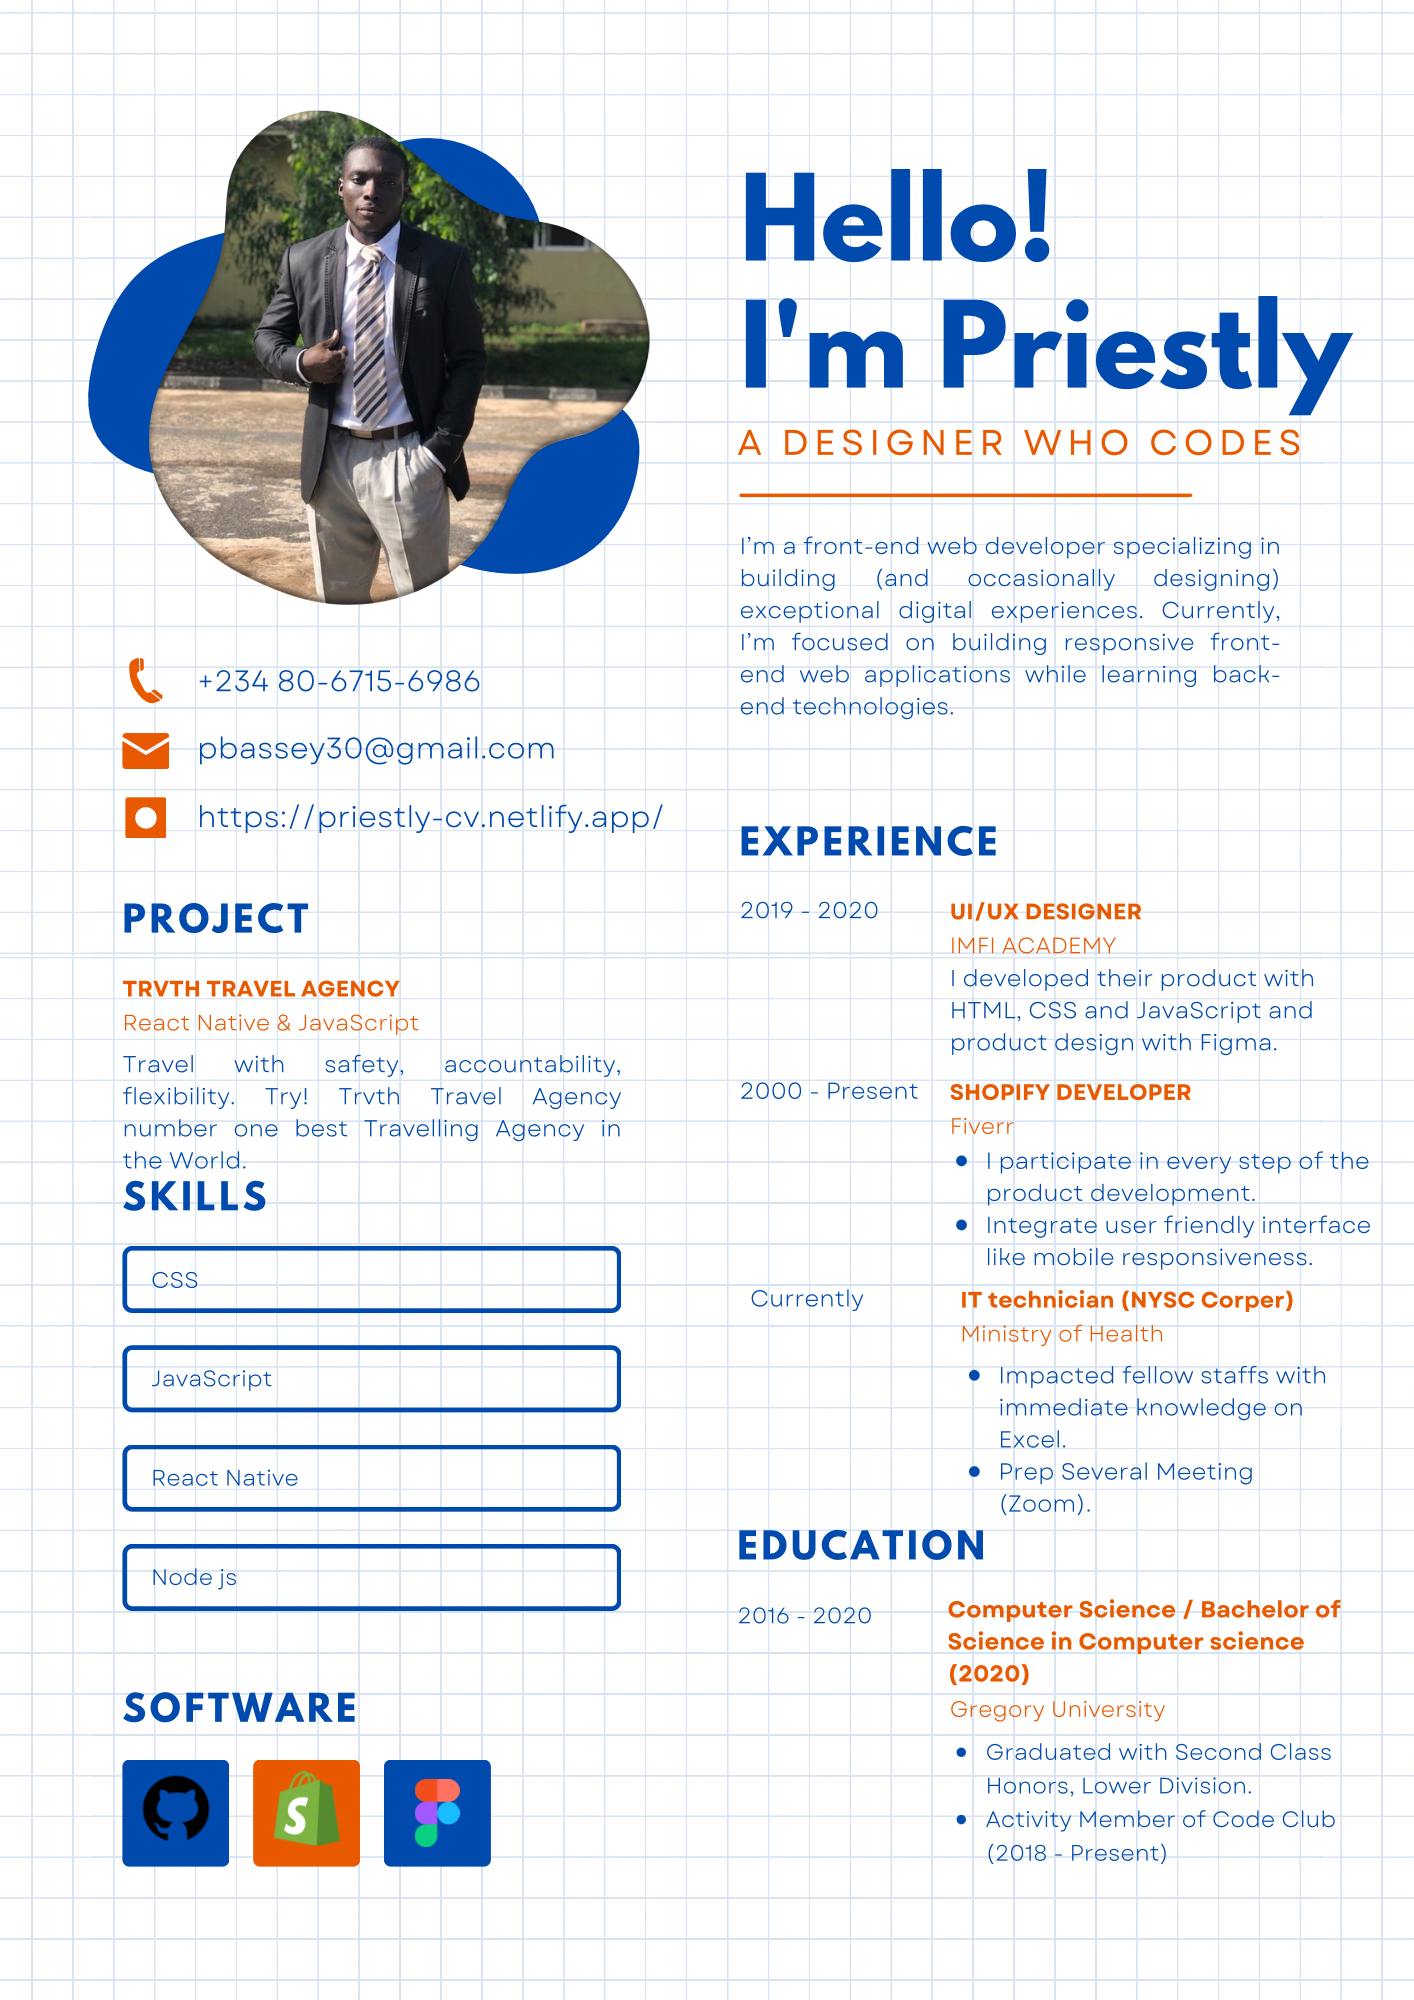 Hello!
I'm Priestly
A DESIGNER WHO CODES
I’m a front-end web developer specializing in
building (and occasionally designing)
exceptional digital experiences. Currently,
I’m focused on building responsive front-
end web applications while learning back-
end technologies.
+234 80-6715-6986
pbassey30@gmail.com
https://priestly-cv.netlify.app/
PROJECT
TRVTH TRAVEL AGENCY
React Native & JavaScript
Travel with safety, accountability,
flexibility. Try! Trvth Travel Agency
number one best Travelling Agency in
the World.
SKILLS
CSS
JavaScript
React Native
Node js
SOFTWARE
S
EXPERIENCE
2019 - 2020
UI/UX DESIGNER
IMFI ACADEMY
I developed their product with
HTML, CSS and JavaScript and
product design with Figma.
2000 - Present
SHOPIFY DEVELOPER
Fiverr
• I participate in every step of the
product development.
• Integrate user friendly interface
like mobile responsiveness.
Currently
IT technician (NYSC Corper)
Ministry of Health
• Impacted fellow staffs with
immediate knowledge on
Excel.
• Prep Several Meeting
(Zoom).
EDUCATION
2016 - 2020
Computer Science / Bachelor of
Science in Computer science
(2020)
Gregory University
• Graduated with Second Class
Honors, Lower Division.
• Activity Member of Code Club
(2018 - Present)